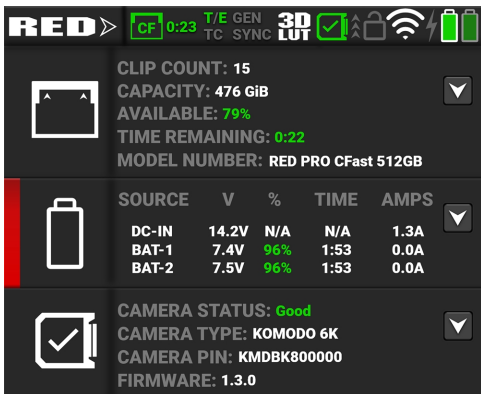 RED
CF 0:23 T/E GEN 3D
TC SYNC LUT
CLIP COUNT: 15
CAPACITY: 476 GiB
AVAILABLE: 79%
TIME REMAINING: 0:22
MODEL NUMBER: RED PRO CFast 512GB
SOURCE V % TIME AMPS
DC-IN 14.2V N/A N/A 1.3A
BAT-1 7.4V 96% 1:53 0.0A
BAT-2 7.5V 96% 1:53 0.0A
CAMERA STATUS: Good
CAMERA TYPE: KOMODO 6K
CAMERA PIN: KMDBK800000
FIRMWARE: 1.3.0